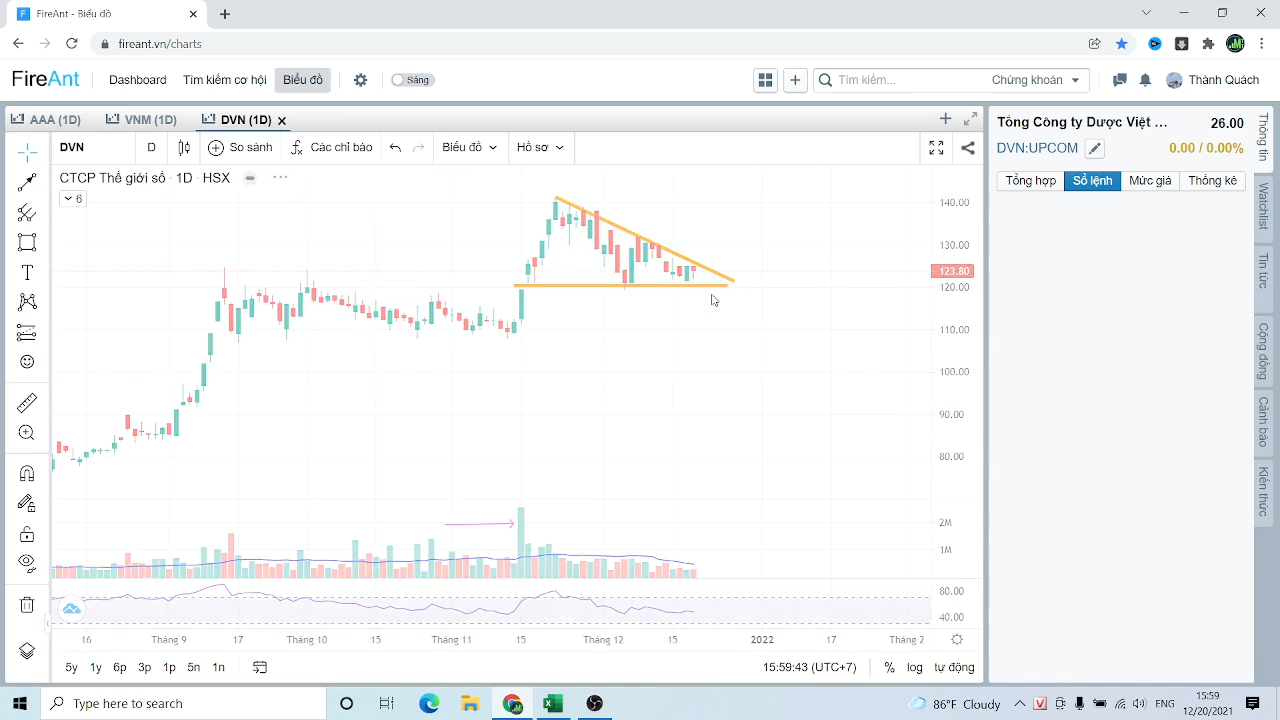 FireAnt - Biểu đồ
fireant.vn/charts
FireAnt Dashboard Tìm kiếm cơ hội Biểu đồ Sáng Tìm kiếm... Chứng khoán Thành Quách
AAA (1D) VNM (1D) DVN (1D)
DVN D So sánh Các chỉ báo Biểu đồ Hồ sơ
CTCP Thế giới số · 1D · HSX
6
140.00
130.00
123.80
120.00
110.00
100.00
90.00
80.00
2M
1M
80.00
40.00
16 Tháng 9 17 Tháng 10 15 Tháng 11 15 Tháng 12 15 2022 17 Tháng 2
5y 1y 6p 3p 1p 5n 1n 15:59:43 (UTC+7) % log tự động
Tổng Công ty Dược Việt ... 26.00
DVN:UPCOM 0.00 / 0.00%
Tổng hợp Sổ lệnh Mức giá Thống kê
Thông tin
Watchlist
Tin tức
Cộng đồng
Cảnh báo
Kiến thức
Type here to search
86°F Cloudy ENG 15:59
12/20/2021